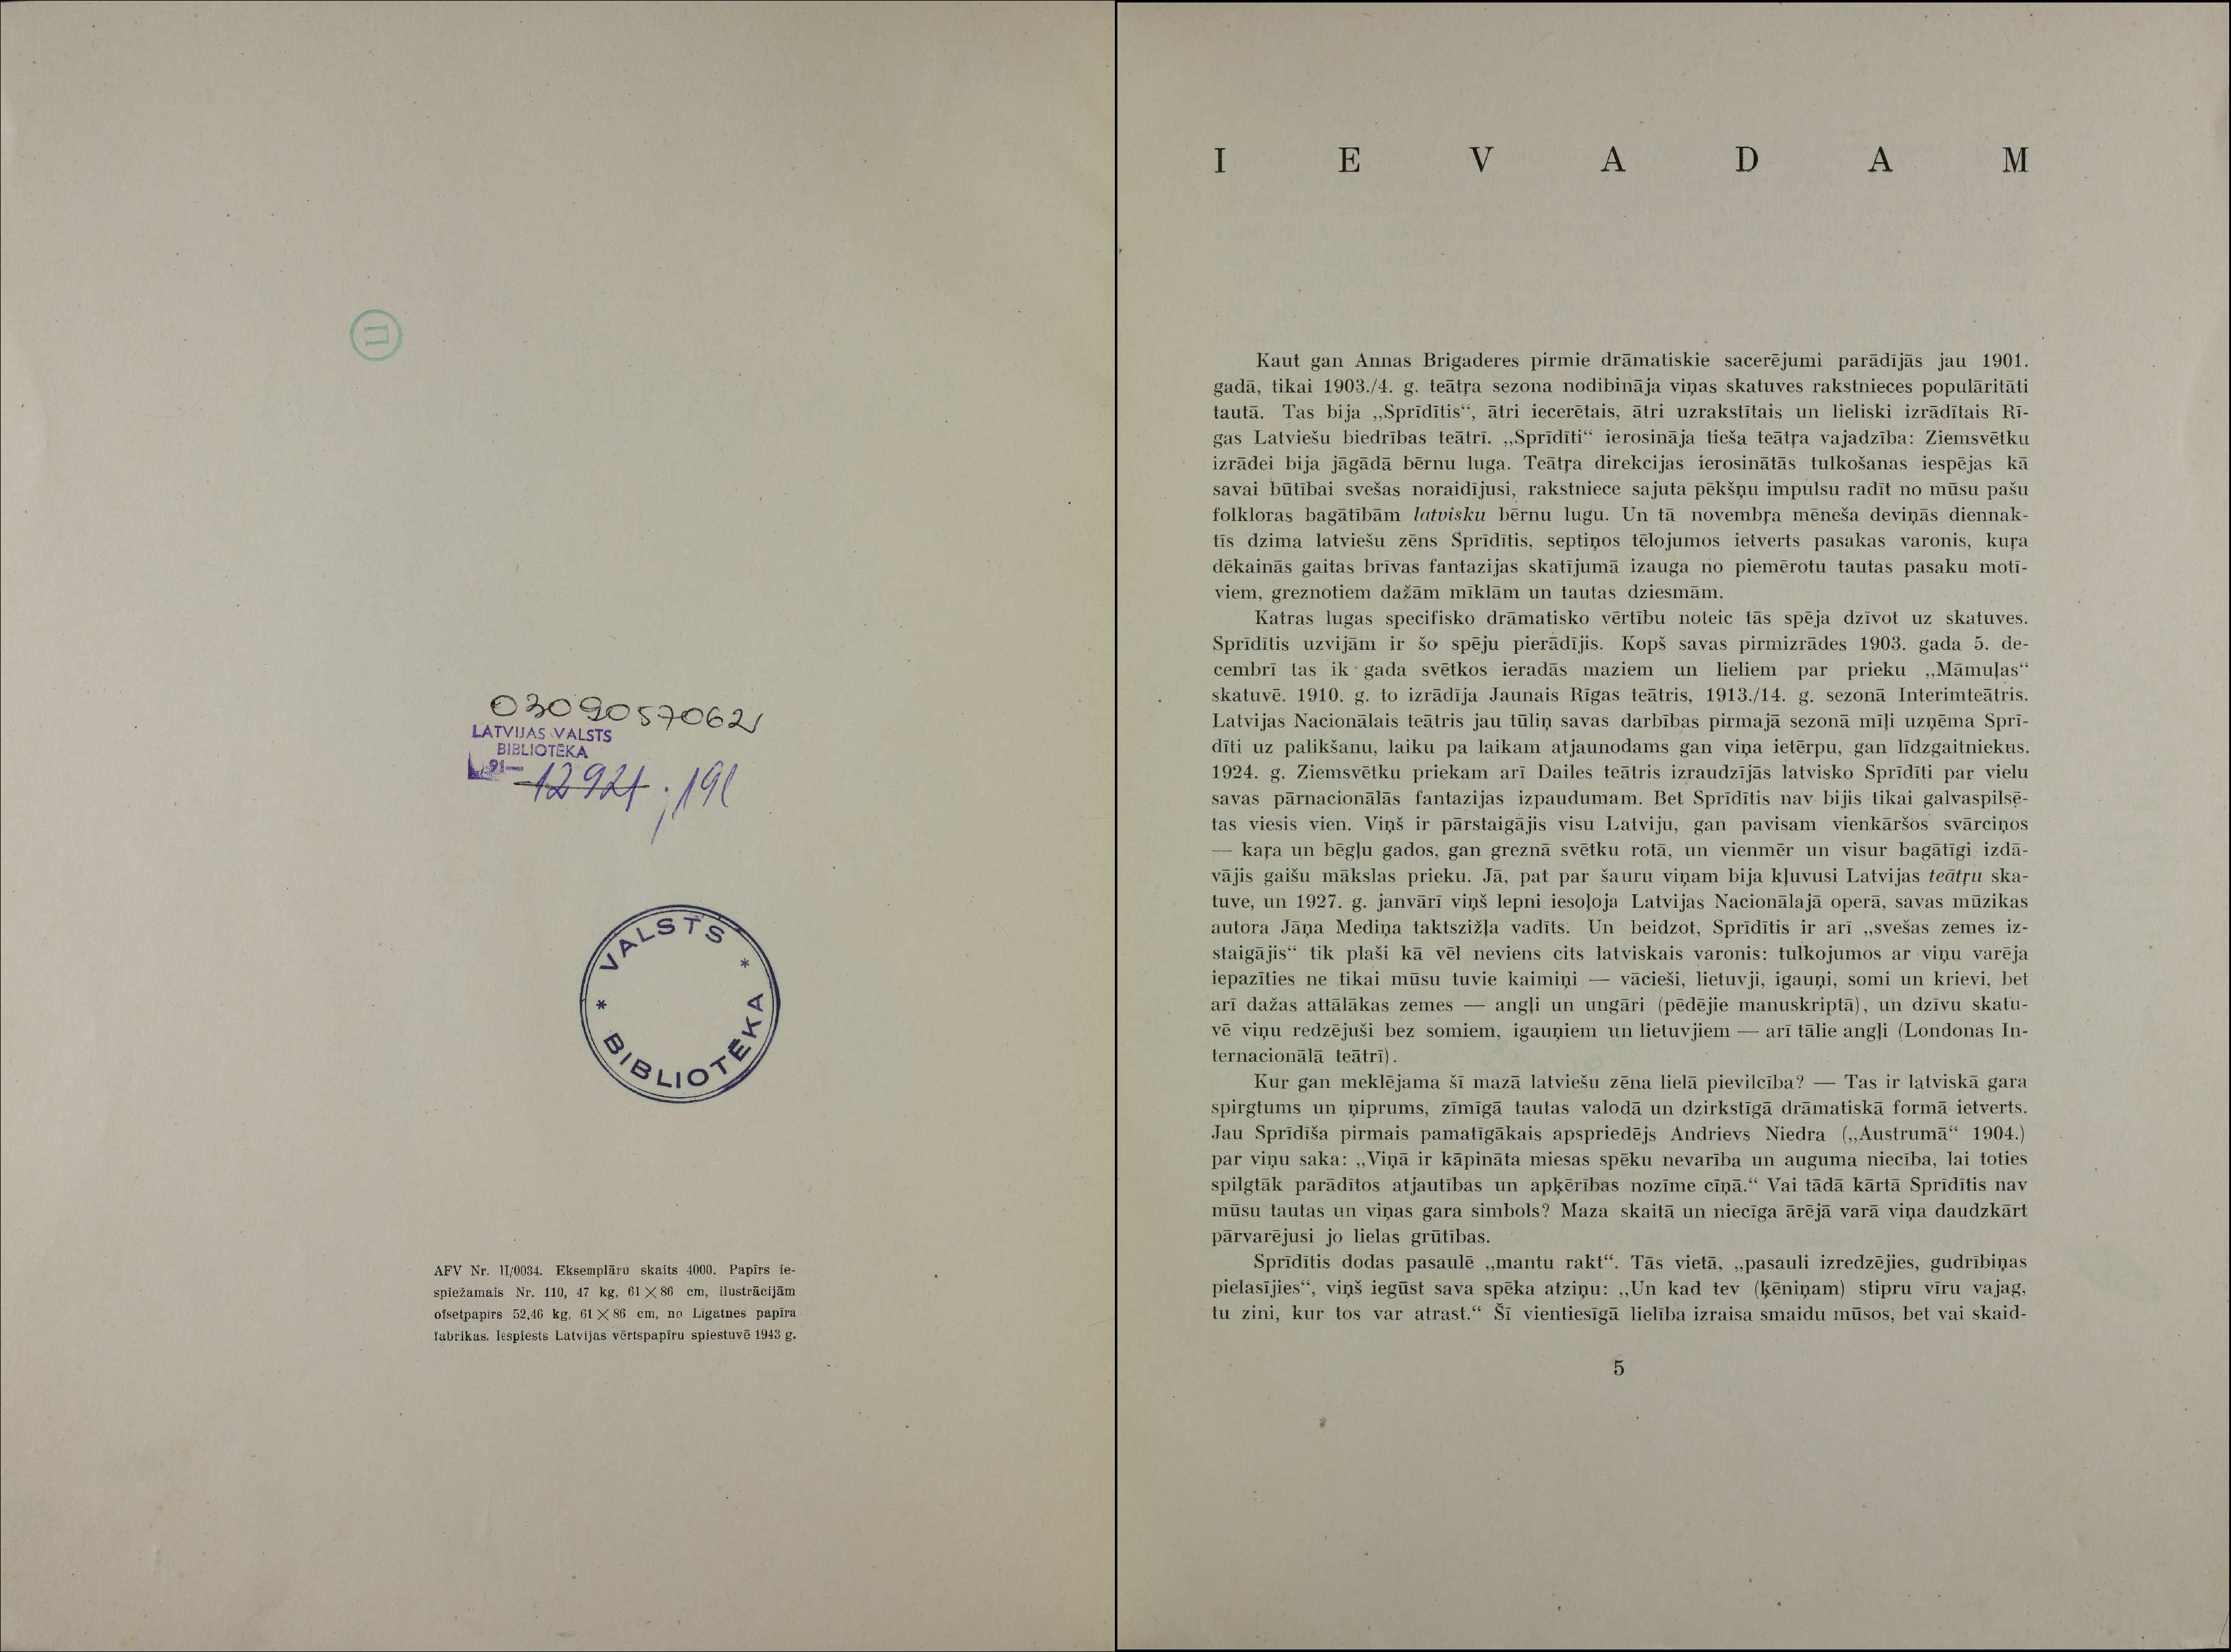 0309057062
LATVIJAS VALSTS
BIBLIOTĒKA
91-
12921 ; 191
VALSTS
* BIBLIOTĒKA *
AFV Nr. II/0034. Eksemplāru skaits 4000. Papīrs ie-
spiežamais Nr. 110, 47 kg, 61×86 cm, ilustrācijām
ofsetpapīrs 52,46 kg, 61×86 cm, no Līgatnes papīra
fabrikas. Iespiests Latvijas vērtspapīru spiestuvē 1943 g.
I E V A D A M
Kaut gan Annas Brigaderes pirmie drāmatiskie sacerējumi parādījās jau 1901.
gadā, tikai 1903./4. g. teātŗa sezona nodibināja viņas skatuves rakstnieces populāritāti
tautā. Tas bija „Sprīdītis“, ātri iecerētais, ātri uzrakstītais un lieliski izrādītais Rī-
gas Latviešu biedrības teātrī. „Sprīdīti“ ierosināja tieša teātŗa vajadzība: Ziemsvētku
izrādei bija jāgādā bērnu luga. Teātŗa direkcijas ierosinātās tulkošanas iespējas kā
savai būtībai svešas noraidījusi, rakstniece sajuta pēkšņu impulsu radīt no mūsu pašu
folkloras bagātībām latvisku bērnu lugu. Un tā novembŗa mēneša deviņās diennak-
tīs dzima latviešu zēns Sprīdītis, septiņos tēlojumos ietverts pasakas varonis, kuŗa
dēkainās gaitas brīvas fantazijas skatījumā izauga no piemērotu tautas pasaku motī-
viem, greznotiem dažām mīklām un tautas dziesmām.
Katras lugas specifisko drāmatisko vērtību noteic tās spēja dzīvot uz skatuves.
Sprīdītis uzvijām ir šo spēju pierādījis. Kopš savas pirmizrādes 1903. gada 5. de-
cembrī tas ik gada svētkos ieradās maziem un lieliem par prieku „Māmuļas“
skatuvē. 1910. g. to izrādīja Jaunais Rīgas teātris, 1913./14. g. sezonā Interimteātris.
Latvijas Nacionālais teātris jau tūliņ savas darbības pirmajā sezonā mīļi uzņēma Sprī-
dīti uz palikšanu, laiku pa laikam atjaunodams gan viņa ietērpu, gan līdzgaitniekus.
1924. g. Ziemsvētku priekam arī Dailes teātris izraudzījās latvisko Sprīdīti par vielu
savas pārnacionālās fantazijas izpaudumam. Bet Sprīdītis nav bijis tikai galvaspilsē-
tas viesis vien. Viņš ir pārstaigājis visu Latviju, gan pavisam vienkāršos svārciņos
— kaŗa un bēgļu gados, gan greznā svētku rotā, un vienmēr un visur bagātīgi izdā-
vājis gaišu mākslas prieku. Jā, pat par šauru viņam bija kļuvusi Latvijas teātŗu ska-
tuve, un 1927. g. janvārī viņš lepni iesoļoja Latvijas Nacionālajā operā, savas mūzikas
autora Jāņa Mediņa taktszižļa vadīts. Un beidzot, Sprīdītis ir arī „svešas zemes iz-
staigājis“ tik plaši kā vēl neviens cits latviskais varonis: tulkojumos ar viņu varēja
iepazīties ne tikai mūsu tuvie kaimiņi — vācieši, lietuvji, igauņi, somi un krievi, bet
arī dažas attālākas zemes — angļi un ungāri (pēdējie manuskriptā), un dzīvu skatu-
vē viņu redzējuši bez somiem, igauņiem un lietuvjiem — arī tālie angļi (Londonas In-
ternacionālā teātrī).
Kur gan meklējama šī mazā latviešu zēna lielā pievilcība? — Tas ir latviskā gara
spirgtums un ņiprums, zīmīgā tautas valodā un dzirkstīgā drāmatiskā formā ietverts.
Jau Sprīdīša pirmais pamatīgākais apspriedējs Andrievs Niedra („Austrumā“ 1904.)
par viņu saka: „Viņā ir kāpināta miesas spēku nevarība un auguma niecība, lai toties
spilgtāk parādītos atjautības un apķērības nozīme cīņā.“ Vai tādā kārtā Sprīdītis nav
mūsu tautas un viņas gara simbols? Maza skaitā un niecīga ārējā varā viņa daudzkārt
pārvarējusi jo lielas grūtības.
Sprīdītis dodas pasaulē „mantu rakt“. Tās vietā, „pasauli izredzējies, gudrībiņas
pielasījies“, viņš iegūst sava spēka atziņu: „Un kad tev (ķēniņam) stipru vīru vajag,
tu zini, kur tos var atrast.“ Šī vientiesīgā lielība izraisa smaidu mūsos, bet vai skaid-
5